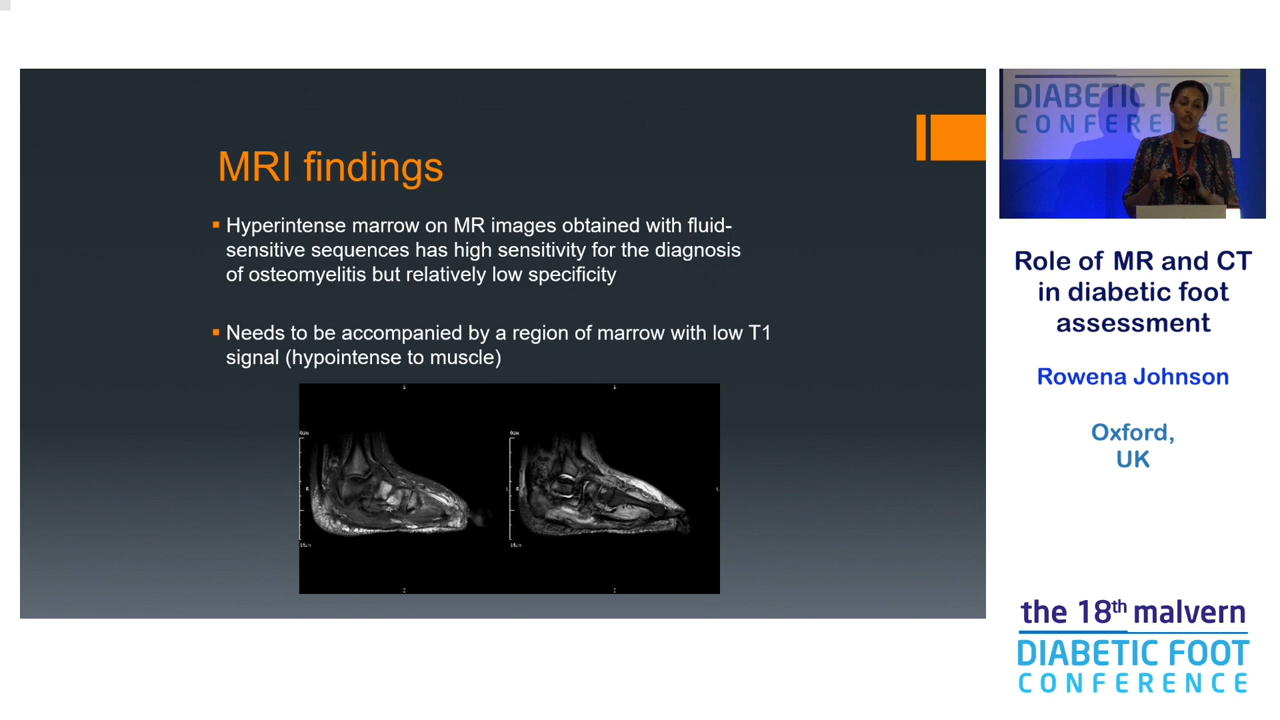 MRI findings
Hyperintense marrow on MR images obtained with fluid-
sensitive sequences has high sensitivity for the diagnosis
of osteomyelitis but relatively low specificity
Needs to be accompanied by a region of marrow with low T1
signal (hypointense to muscle)
DIABETIC FOOT
CONFERENCE
Role of MR and CT
in diabetic foot
assessment
Rowena Johnson
Oxford,
UK
the 18th malvern
DIABETIC FOOT
CONFERENCE